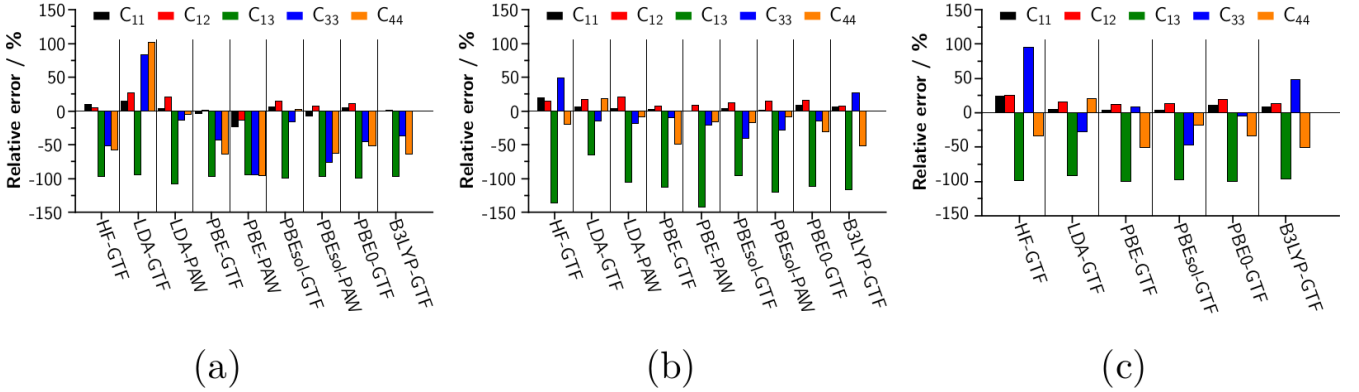 C11 C12 C13 C33 C44
Relative error / %
150
100
50
0
-50
-100
-150
HF-GTF
LDA-GTF
LDA-PAW
PBE-GTF
PBE-PAW
PBEsol-GTF
PBEsol-PAW
PBE0-GTF
B3LYP-GTF
(a)
C11 C12 C13 C33 C44
Relative error / %
150
100
50
0
-50
-100
-150
HF-GTF
LDA-GTF
LDA-PAW
PBE-GTF
PBE-PAW
PBEsol-GTF
PBEsol-PAW
PBE0-GTF
B3LYP-GTF
(b)
C11 C12 C13 C33 C44
Relative error / %
150
100
50
0
-50
-100
-150
HF-GTF
LDA-GTF
PBE-GTF
PBEsol-GTF
PBE0-GTF
B3LYP-GTF
(c)